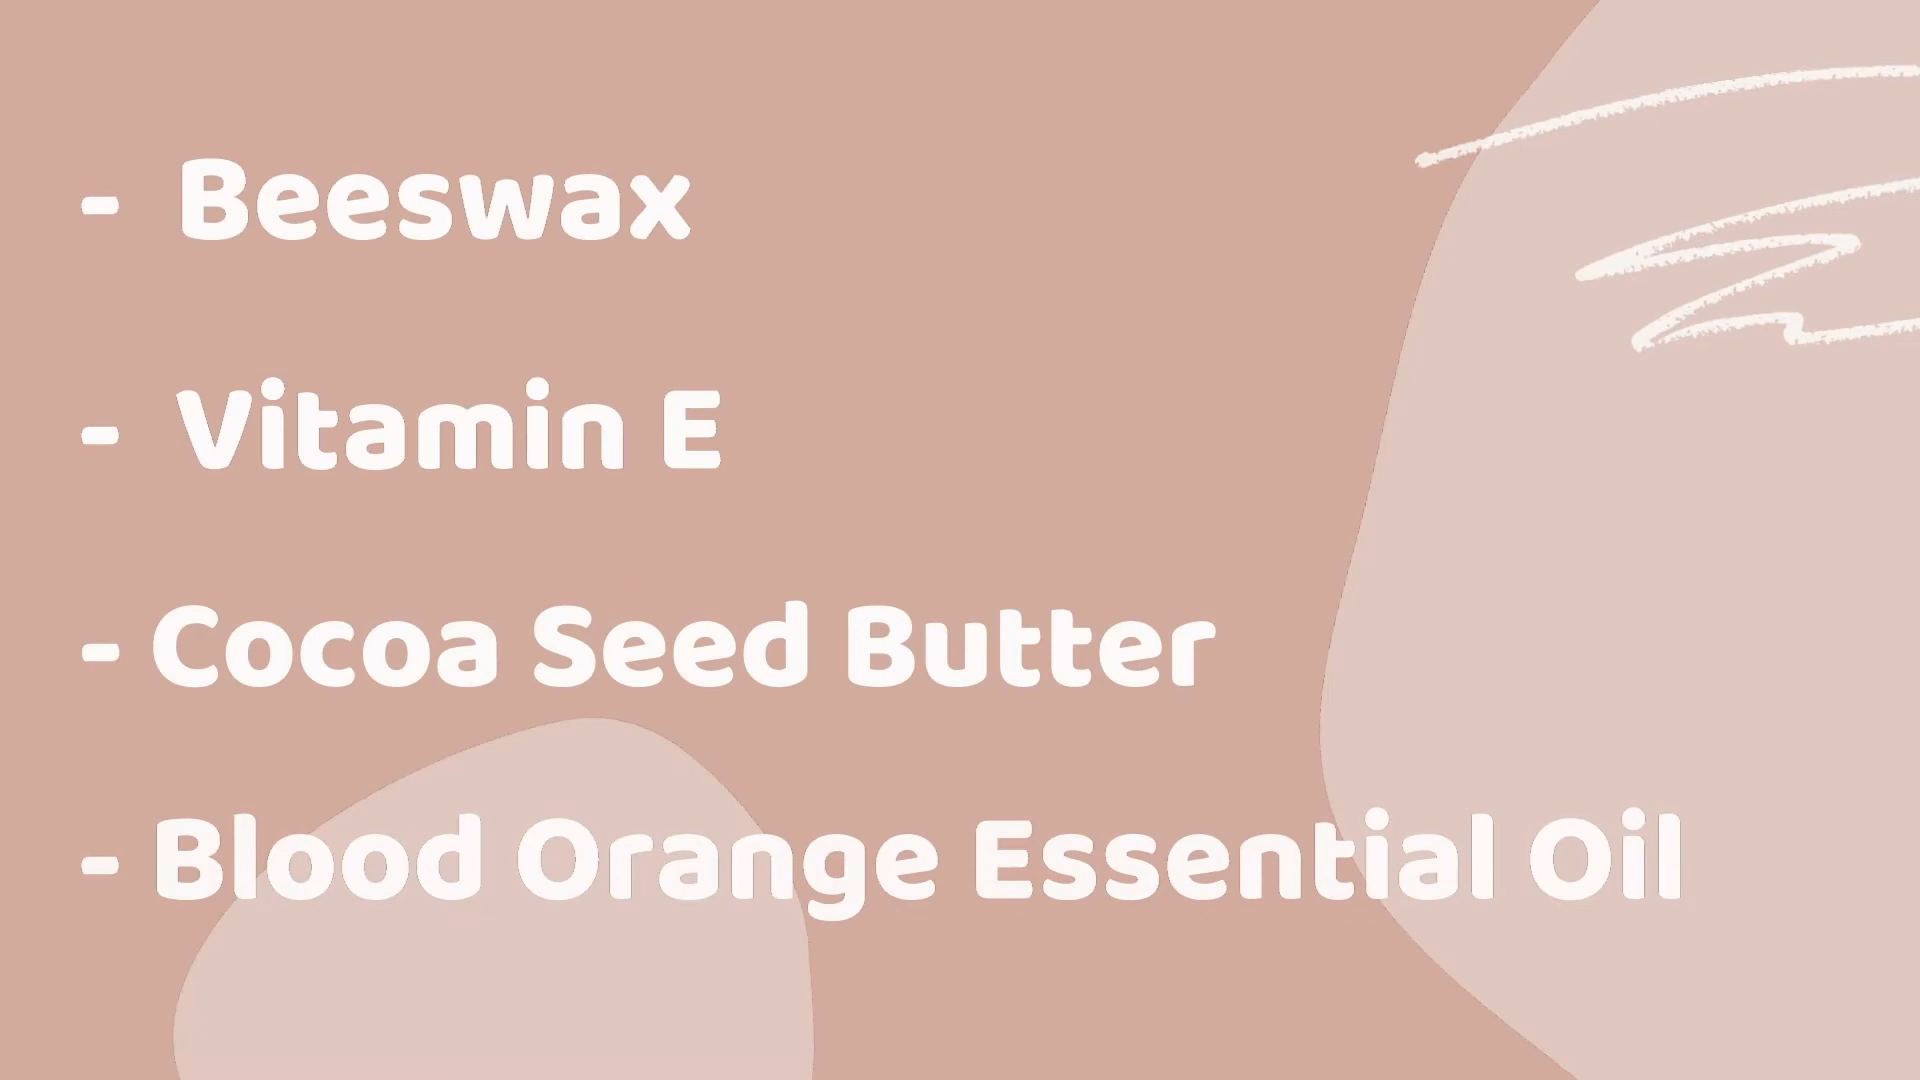 - Beeswax
- Vitamin E
- Cocoa Seed Butter
- Blood Orange Essential Oil